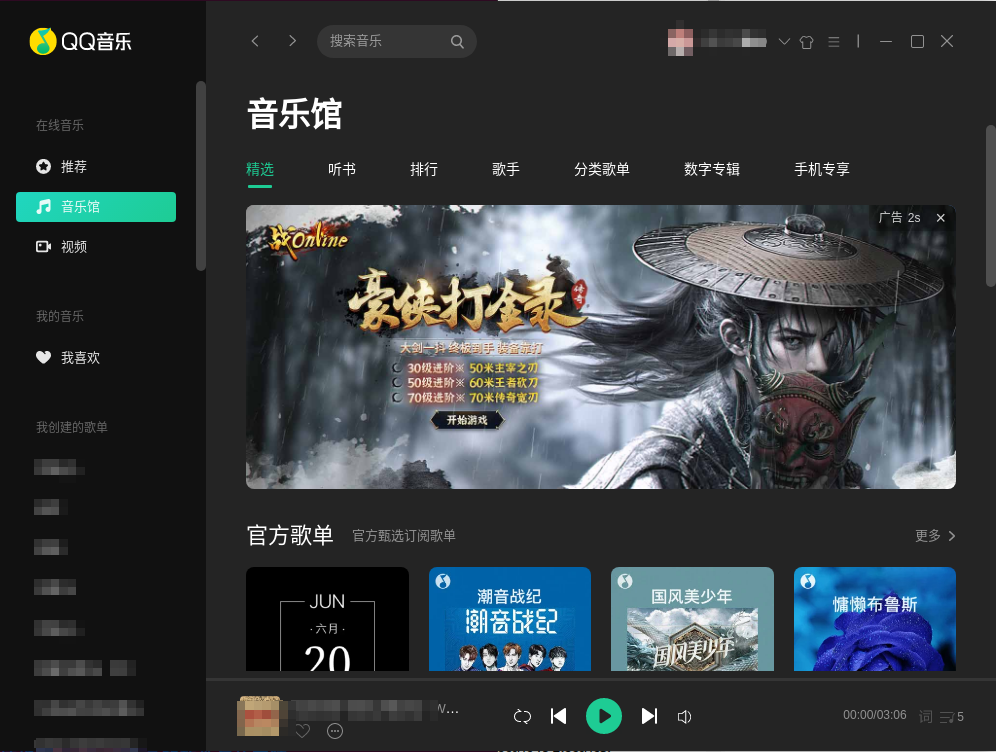 QQ音乐
搜索音乐
在线音乐
推荐
音乐馆
视频
我的音乐
我喜欢
我创建的歌单
音乐馆
精选 听书 排行 歌手 分类歌单 数字专辑 手机专享
广告 2s
战Online
豪侠打金录
传奇
大剑一抖 终极到手 装备靠打
30级进阶※ 50米主宰之刃
50级进阶※ 60米王者砍刀
70级进阶※ 70米传奇宽刃
开始游戏
官方歌单 官方甄选订阅歌单 更多
JUN
·六月·
20
潮音战纪
潮音战纪
国风美少年
国风美少年
慵懒布鲁斯
w...
00:00/03:06 词 5